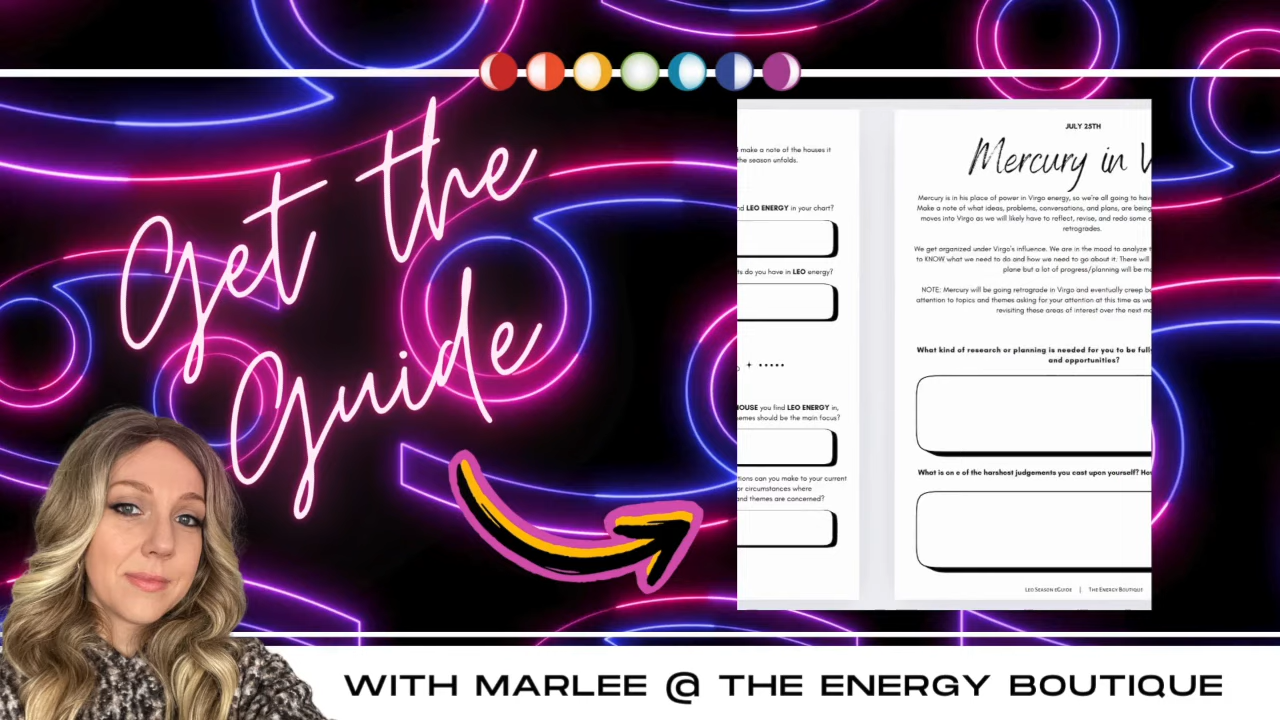 Get the
Guide
make a note of the houses it
the season unfolds.
LEO ENERGY in your chart?
do you have in LEO energy?
HOUSE you find LEO ENERGY in,
should be the main focus?
can you make to your current
or circumstances where
and themes are concerned?
JULY 25TH
Mercury in V
Mercury is in his place of power in Virgo energy, so we're all going to hav
Make a note of what ideas, problems, conversations, and plans, are being
moves into Virgo as we will likely have to reflect, revise, and redo some o
retrogrades.
We get organized under Virgo's influence. We are in the mood to analyze
to KNOW what we need to do and how we need to go about it. There will
plane but a lot of progress/planning will be
NOTE: Mercury will be going retrograde in Virgo and eventually creep
attention to topics and themes asking for your attention at this time as we
revisiting these areas of interest over the next
What kind of research or planning is needed for you to be full
and opportunities?
What is on e of the harshest judgements you cast upon yourself?
LEO SEASON EGUIDE | THE ENERGY BOUTIQUE
WITH MARLEE @ THE ENERGY BOUTIQUE